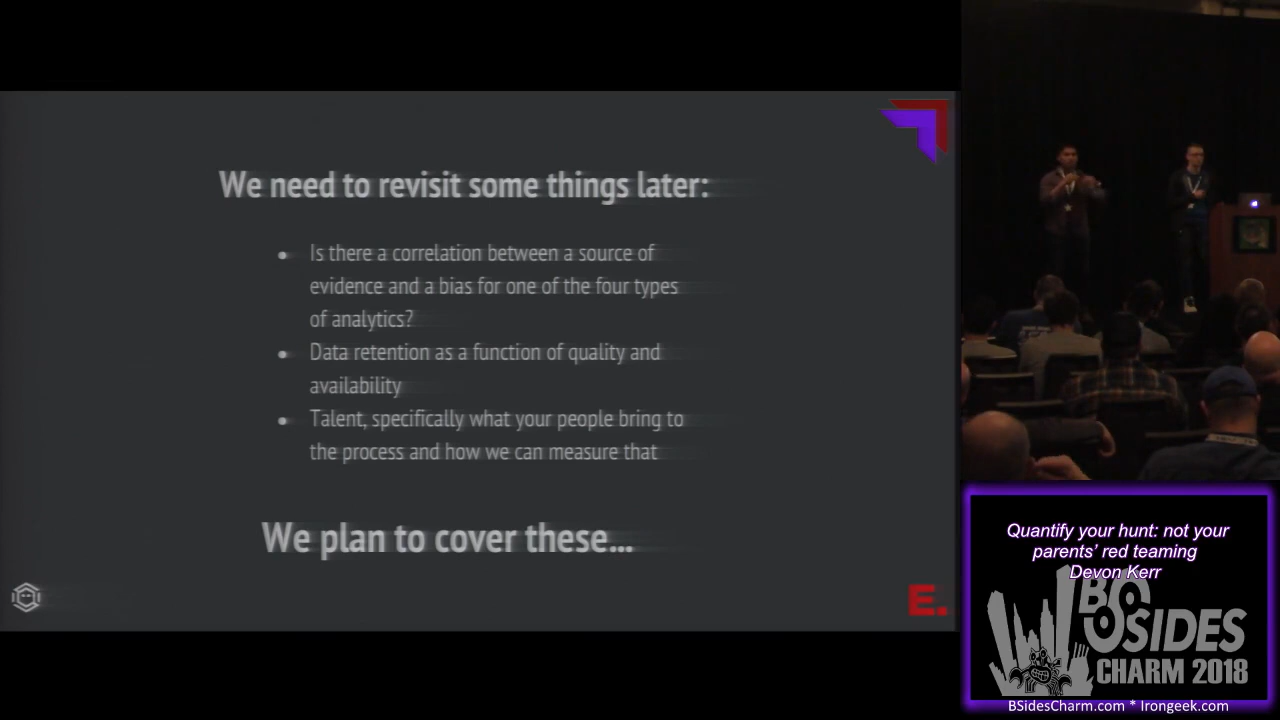 We need to revisit some things later:
Is there a correlation between a source of
evidence and a bias for one of the four types
of analytics?
Data retention as a function of quality and
availability
Talent, specifically what your people bring to
the process and how we can measure that
We plan to cover these...
E.
Quantify your hunt: not your
parents' red teaming
Devon Kerr
BSIDES
CHARM 2018
BSidesCharm.com * Irongeek.com